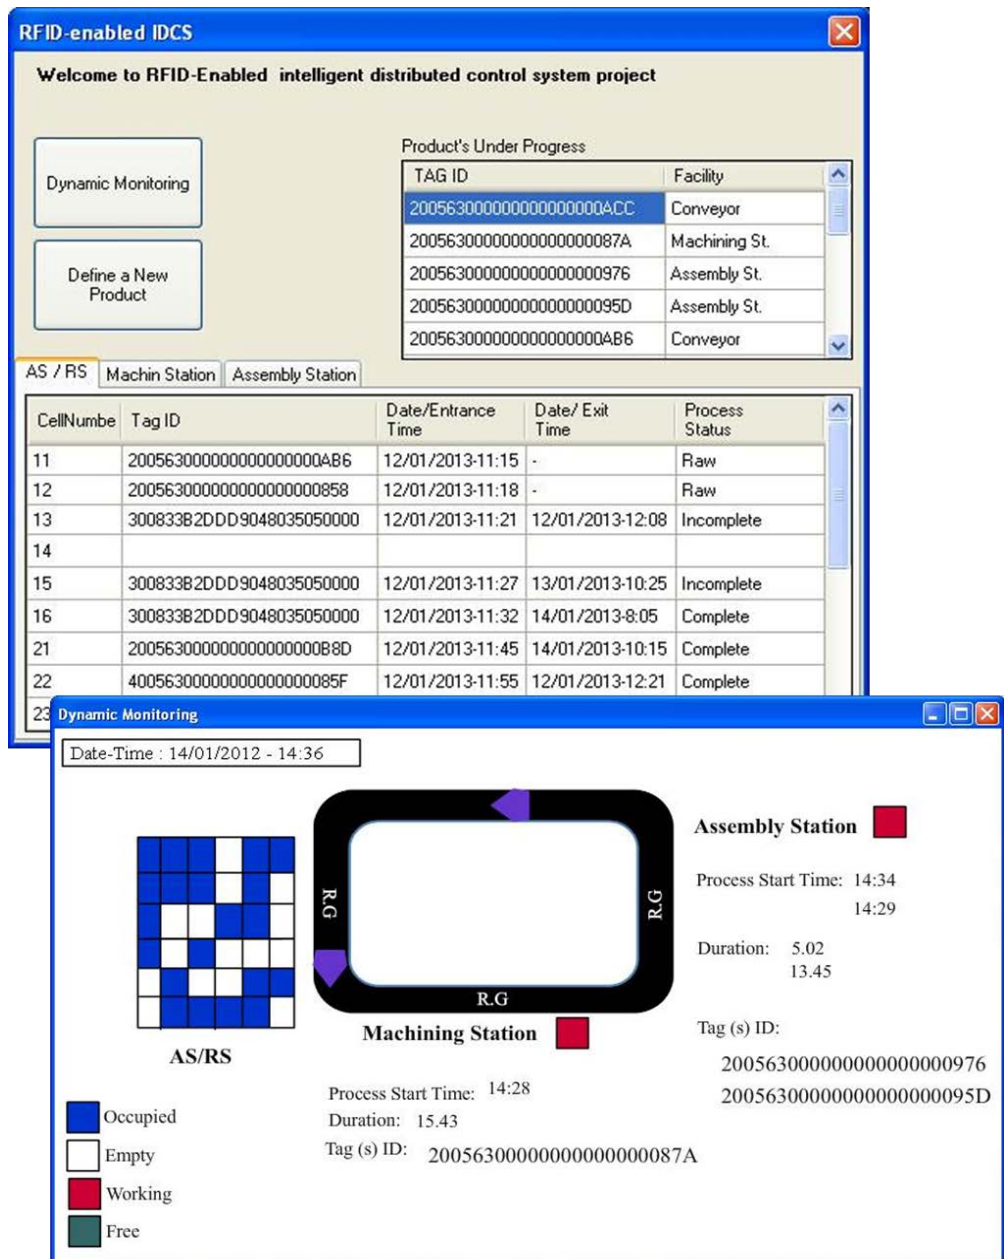 RFID-enabled IDCS
Welcome to RFID-Enabled intelligent distributed control system project
Dynamic Monitoring
Define a New
Product
Product's Under Progress
TAG ID Facility
200563000000000000000ACC Conveyor
20056300000000000000087A Machining St.
200563000000000000000976 Assembly St.
20056300000000000000095D Assembly St.
200563000000000000000AB6 Conveyor
AS / RS Machin Station Assembly Station
CellNumbe Tag ID Date/Entrance Time Date/ Exit Time Process Status
11 200563000000000000000AB6 12/01/2013-11:15 - Raw
12 200563000000000000000858 12/01/2013-11:18 - Raw
13 300833B2DDD9048035050000 12/01/2013-11:21 12/01/2013-12:08 Incomplete
14
15 300833B2DDD9048035050000 12/01/2013-11:27 13/01/2013-10:25 Incomplete
16 300833B2DDD9048035050000 12/01/2013-11:32 14/01/2013-8:05 Complete
21 200563000000000000000B8D 12/01/2013-11:45 14/01/2013-10:15 Complete
22 40056300000000000000085F 12/01/2013-11:55 12/01/2013-12:21 Complete
23
Dynamic Monitoring
Date-Time : 14/01/2012 - 14:36
R.G
R.G
R.G
AS/RS
Occupied
Empty
Working
Free
Machining Station
Process Start Time: 14:28
Duration: 15.43
Tag (s) ID: 20056300000000000000087A
Assembly Station
Process Start Time: 14:34
14:29
Duration: 5.02
13.45
Tag (s) ID:
200563000000000000000976
20056300000000000000095D